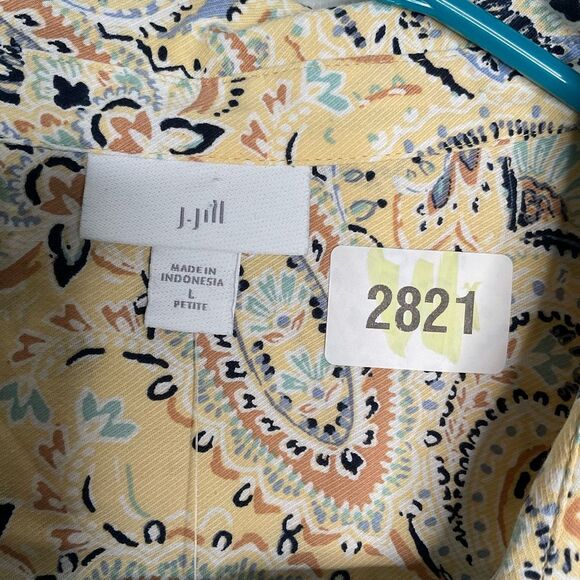 J.Jill
MADE IN
INDONESIA
L
PETITE
2821